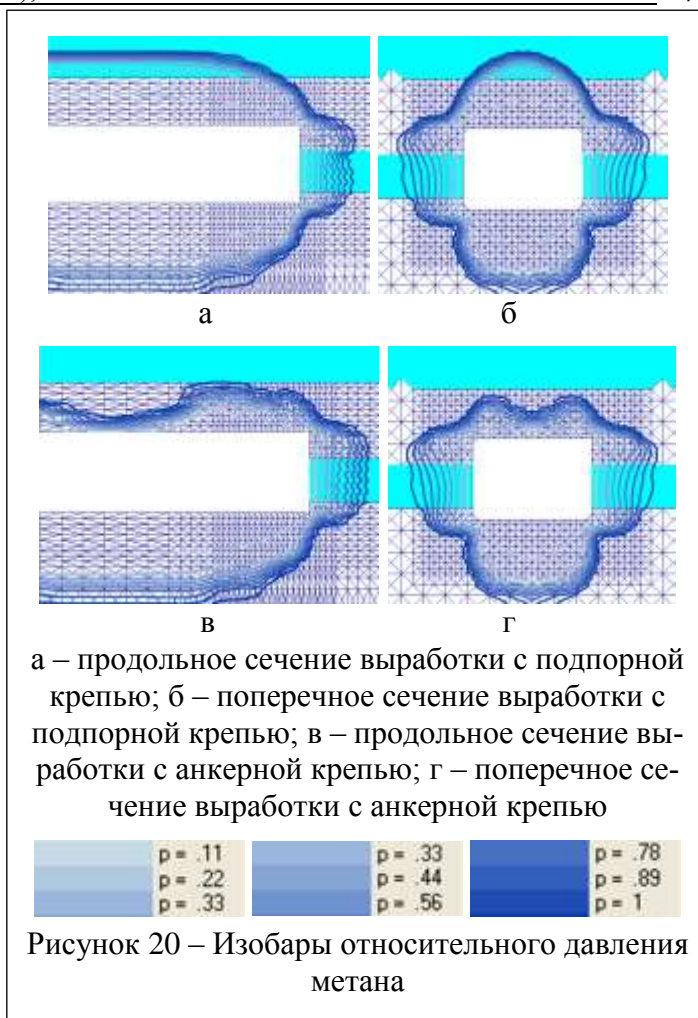 а
б
в
г
а – продольное сечение выработки с подпорной
крепью; б – поперечное сечение выработки с
подпорной крепью; в – продольное сечение вы-
работки с анкерной крепью; г – поперечное се-
чение выработки с анкерной крепью
p = .11
p = .22
p = .33
p = .33
p = .44
p = .56
p = .78
p = .89
p = 1
Рисунок 20 – Изобары относительного давления
метана